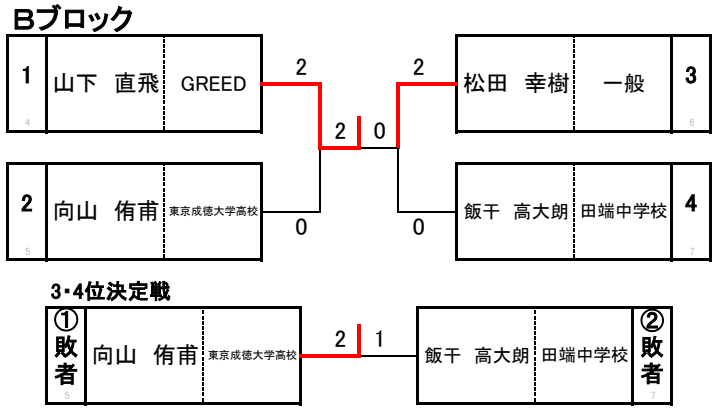 Bブロック
1 山下 直飛 GREED 2 2 松田 幸樹 一般 3
4 6
2 0
2 向山 侑甫 東京成徳大学高校 0 0 飯干 高大朗 田端中学校 4
5 7
3・4位決定戦
①敗者 向山 侑甫 東京成徳大学高校 2 1 飯干 高大朗 田端中学校 ②敗者
5 7